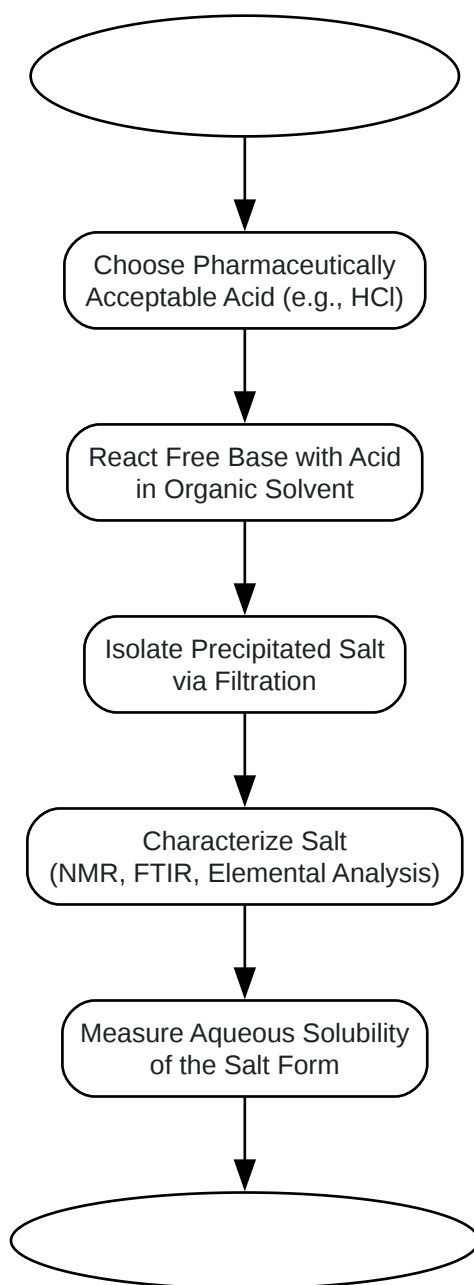 Choose Pharmaceutically
Acceptable Acid (e.g., HCl)
React Free Base with Acid
in Organic Solvent
Isolate Precipitated Salt
via Filtration
Characterize Salt
(NMR, FTIR, Elemental Analysis)
Measure Aqueous Solubility
of the Salt Form